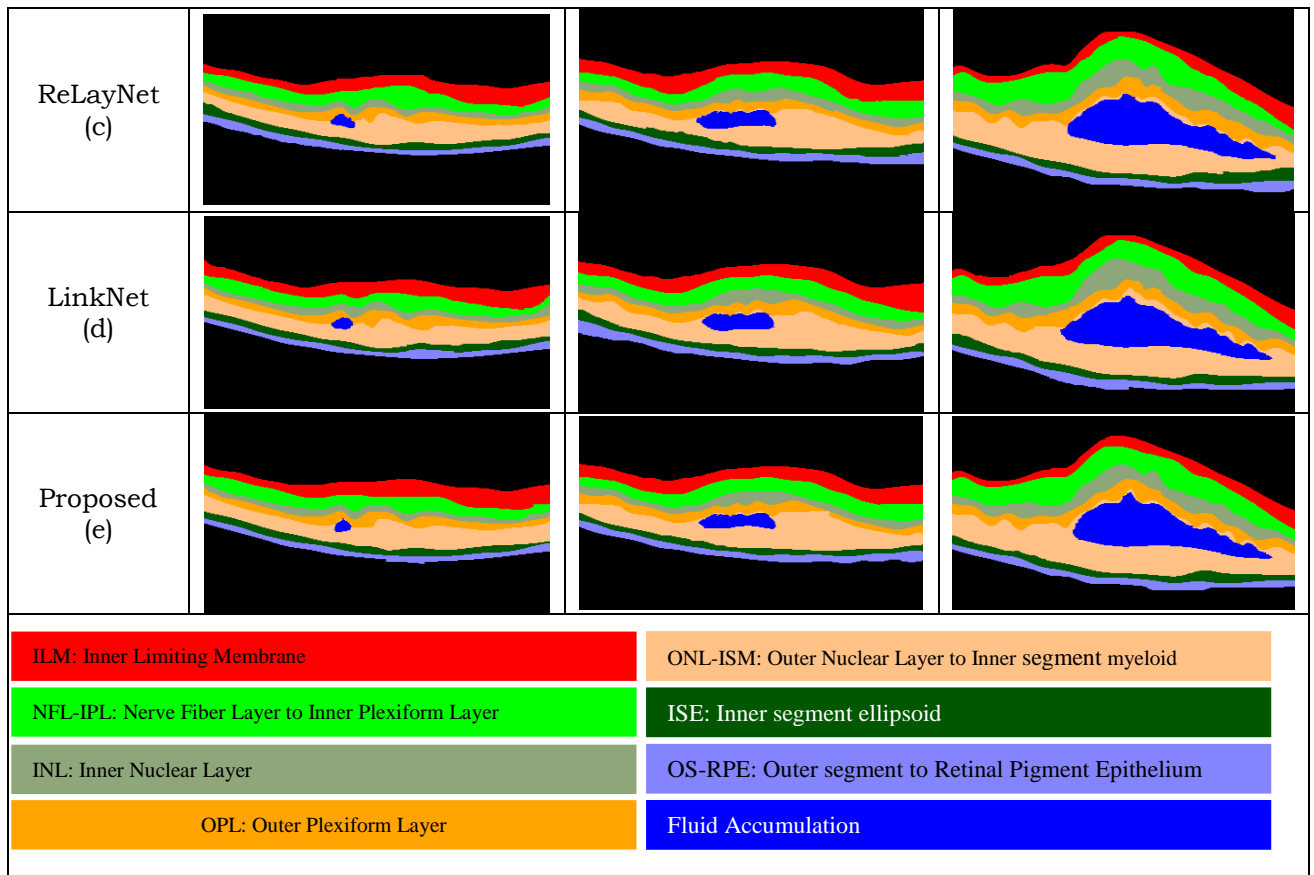 ReLayNet
(c)
LinkNet
(d)
Proposed
(e)
ILM: Inner Limiting Membrane
ONL-ISM: Outer Nuclear Layer to Inner segment myeloid
NFL-IPL: Nerve Fiber Layer to Inner Plexiform Layer
ISE: Inner segment ellipsoid
INL: Inner Nuclear Layer
OS-RPE: Outer segment to Retinal Pigment Epithelium
OPL: Outer Plexiform Layer
Fluid Accumulation